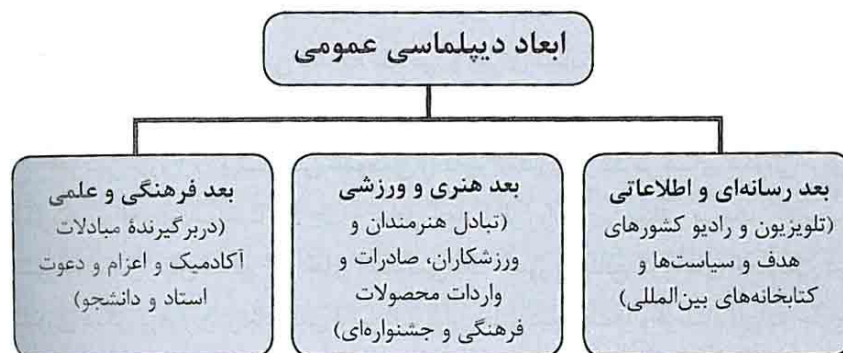 ابعاد دیپلماسی عمومی
بعد رسانه‌ای و اطلاعاتی
(تلویزیون و رادیو کشورهای
هدف و سیاست‌ها و
کتابخانه‌های بین‌المللی)
بعد هنری و ورزشی
(تبادل هنرمندان و
ورزشکاران، صادرات و
واردات محصولات
فرهنگی و جشنواره‌ای)
بعد فرهنگی و علمی
(دربرگیرندهٔ مبادلات
آکادمیک و اعزام و دعوت
استاد و دانشجو)